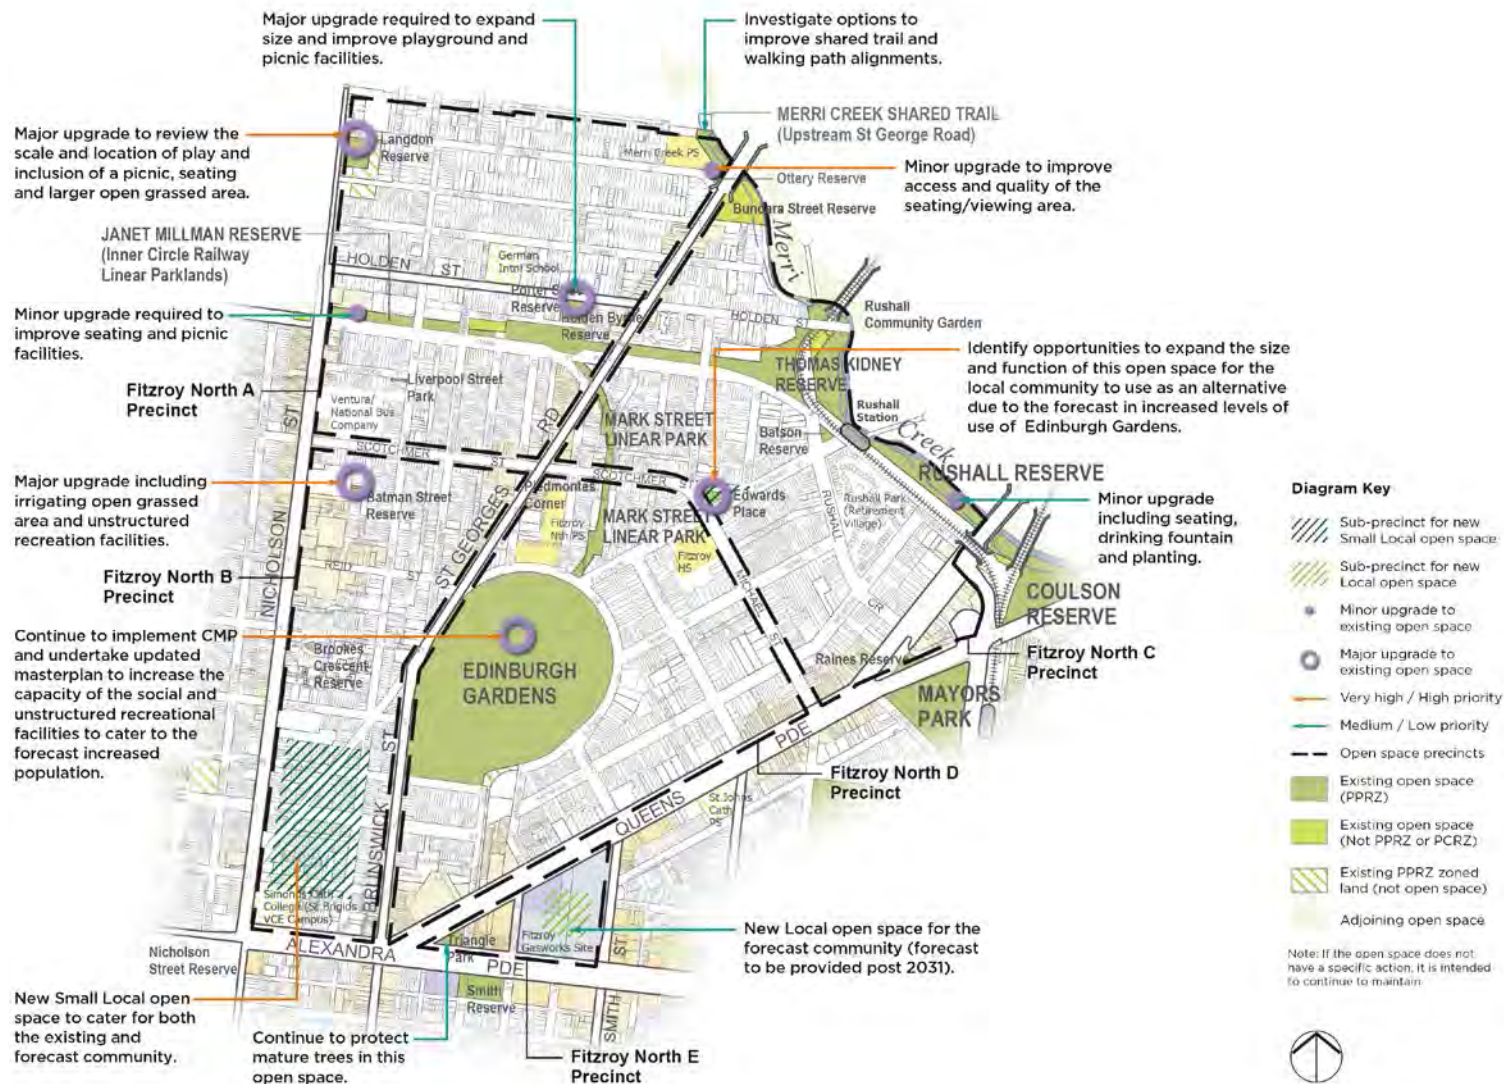 Major upgrade required to expand
size and improve playground and
picnic facilities.
Investigate options to
improve shared trail and
walking path alignments.
MERRI CREEK SHARED TRAIL
(Upstream St George Road)
Major upgrade to review the
scale and location of play and
inclusion of a picnic, seating
and larger open grassed area.
Langdon
Reserve
Merri Creek PS
Minor upgrade to improve
access and quality of the
seating/viewing area.
Ottery Reserve
Bundara Street Reserve
JANET MILLMAN RESERVE
(Inner Circle Railway
Linear Parklands)
HOLDEN ST
German
Intnl School
Merri
Porter S
Reserve
Reserve
HOLDEN ST
Rushall
Community Garden
Minor upgrade required to
improve seating and picnic
facilities.
THOMAS KIDNEY
RESERVE
Identify opportunities to expand the size
and function of this open space for the
local community to use as an alternative
due to the forecast in increased levels of
use of Edinburgh Gardens.
Fitzroy North A
Precinct
Liverpool Street
Park
Ventura/
National Bus
Company
ST
RD
MARK STREET
LINEAR PARK
Rushall
Station
Batson
Reserve
Creek
SCOTCHMER ST
SCOTCHMER ST
RUSHALL RESERVE
Major upgrade including
irrigating open grassed
area and unstructured
recreation facilities.
Batman Street
Reserve
Piedmontes
Corner
Edwards
Place
RUSHALL
Rushall Park
(Retirement
Village)
Minor upgrade
including seating,
drinking fountain
and planting.
MARK STREET
LINEAR PARK
Fitzroy
Nth PS
Fitzroy
HS
NICHOLSON
ST GEORGES
REID ST
MICHAEL ST
CR
Fitzroy North B
Precinct
COULSON
RESERVE
Continue to implement CMP
and undertake updated
masterplan to increase the
capacity of the social and
unstructured recreational
facilities to cater to the
forecast increased
population.
Brookes
Crescent
Reserve
EDINBURGH
GARDENS
Raines Reserve
Fitzroy North C
Precinct
MAYORS
PARK
PDE
Fitzroy North D
Precinct
QUEENS
St Johns
Cath
PS
ST
BRUNSWICK
Simonds Cath
College (St Brigids
VCE Campus)
Nicholson
Street Reserve
ALEXANDRA
PDE
Triangle
Park
Fitzroy
Gasworks Site
ST
New Local open space for the
forecast community (forecast
to be provided post 2031).
Smith
Reserve
SMITH
New Small Local open
space to cater for both
the existing and
forecast community.
Continue to protect
mature trees in this
open space.
Fitzroy North E
Precinct
Diagram Key
Sub-precinct for new
Small Local open space
Sub-precinct for new
Local open space
Minor upgrade to
existing open space
Major upgrade to
existing open space
Very high / High priority
Medium / Low priority
Open space precincts
Existing open space
(PPRZ)
Existing open space
(Not PPRZ or PCRZ)
Existing PPRZ zoned
land (not open space)
Adjoining open space
Note: If the open space does not
have a specific action, it is intended
to continue to maintain